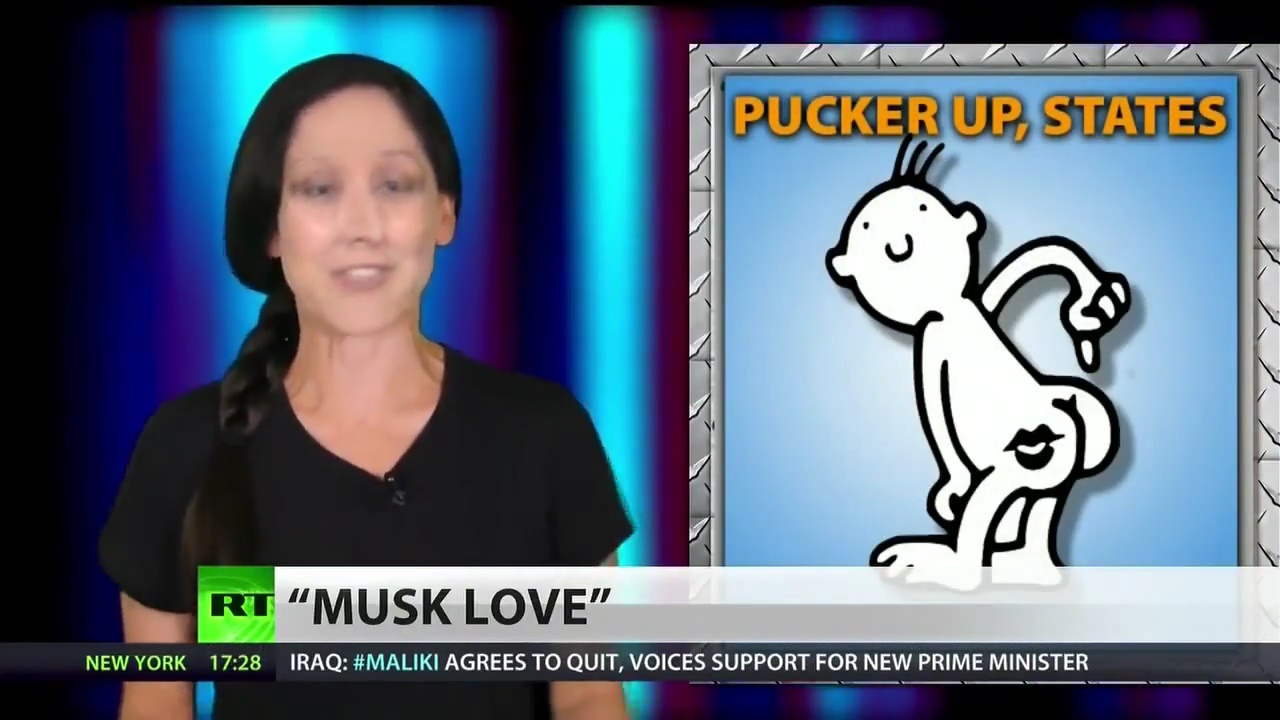 PUCKER UP, STATES
RT "MUSK LOVE"
NEW YORK 17:28 IRAQ: #MALIKI AGREES TO QUIT, VOICES SUPPORT FOR NEW PRIME MINISTER